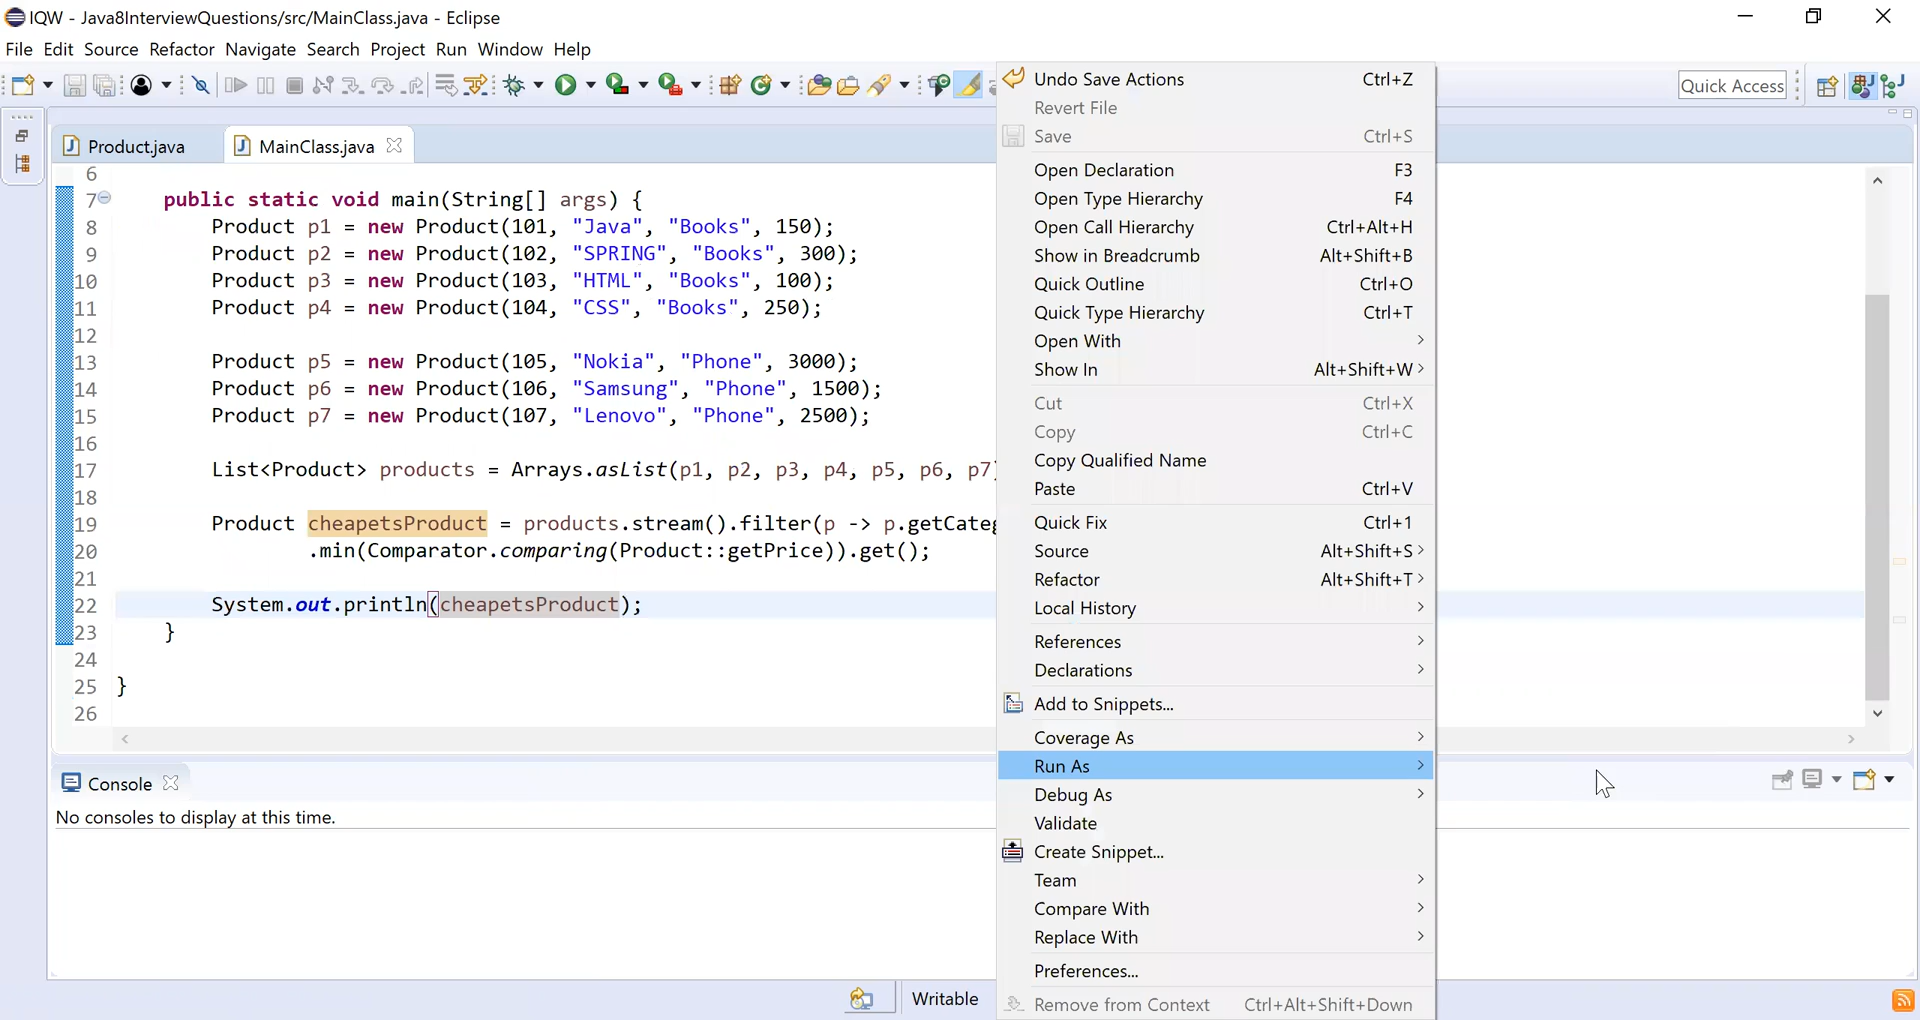 IQW - Java8InterviewQuestions/src/MainClass.java - Eclipse
File Edit Source Refactor Navigate Search Project Run Window Help
Quick Access
Product.java
MainClass.java
6
7 public static void main(String[] args) {
8 Product p1 = new Product(101, "Java", "Books", 150);
9 Product p2 = new Product(102, "SPRING", "Books", 300);
10 Product p3 = new Product(103, "HTML", "Books", 100);
11 Product p4 = new Product(104, "CSS", "Books", 250);
12
13 Product p5 = new Product(105, "Nokia", "Phone", 3000);
14 Product p6 = new Product(106, "Samsung", "Phone", 1500);
15 Product p7 = new Product(107, "Lenovo", "Phone", 2500);
16
17 List<Product> products = Arrays.asList(p1, p2, p3, p4, p5, p6, p7)
18
19 Product cheapetsProduct = products.stream().filter(p -> p.getCateg
20 .min(Comparator.comparing(Product::getPrice)).get();
21
22 System.out.println(cheapetsProduct);
23 }
24
25 }
26
Console
No consoles to display at this time.
Writable
Undo Save Actions Ctrl+Z
Revert File
Save Ctrl+S
Open Declaration F3
Open Type Hierarchy F4
Open Call Hierarchy Ctrl+Alt+H
Show in Breadcrumb Alt+Shift+B
Quick Outline Ctrl+O
Quick Type Hierarchy Ctrl+T
Open With
Show In Alt+Shift+W
Cut Ctrl+X
Copy Ctrl+C
Copy Qualified Name
Paste Ctrl+V
Quick Fix Ctrl+1
Source Alt+Shift+S
Refactor Alt+Shift+T
Local History
References
Declarations
Add to Snippets...
Coverage As
Run As
Debug As
Validate
Create Snippet...
Team
Compare With
Replace With
Preferences...
Remove from Context Ctrl+Alt+Shift+Down